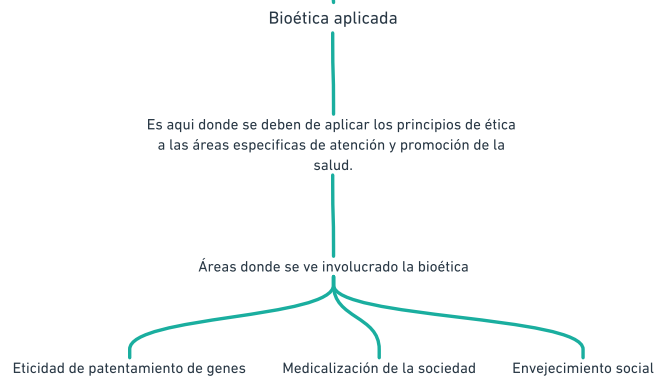 Bioética aplicada
Es aqui donde se deben de aplicar los principios de ética
a las áreas especificas de atención y promoción de la
salud.
Áreas donde se ve involucrado la bioética
Eticidad de patentamiento de genes
Medicalización de la sociedad
Envejecimiento social